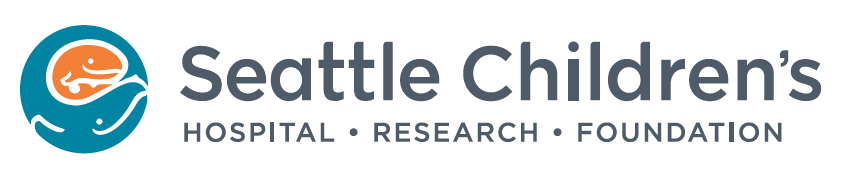 Seattle Children’s
HOSPITAL • RESEARCH • FOUNDATION